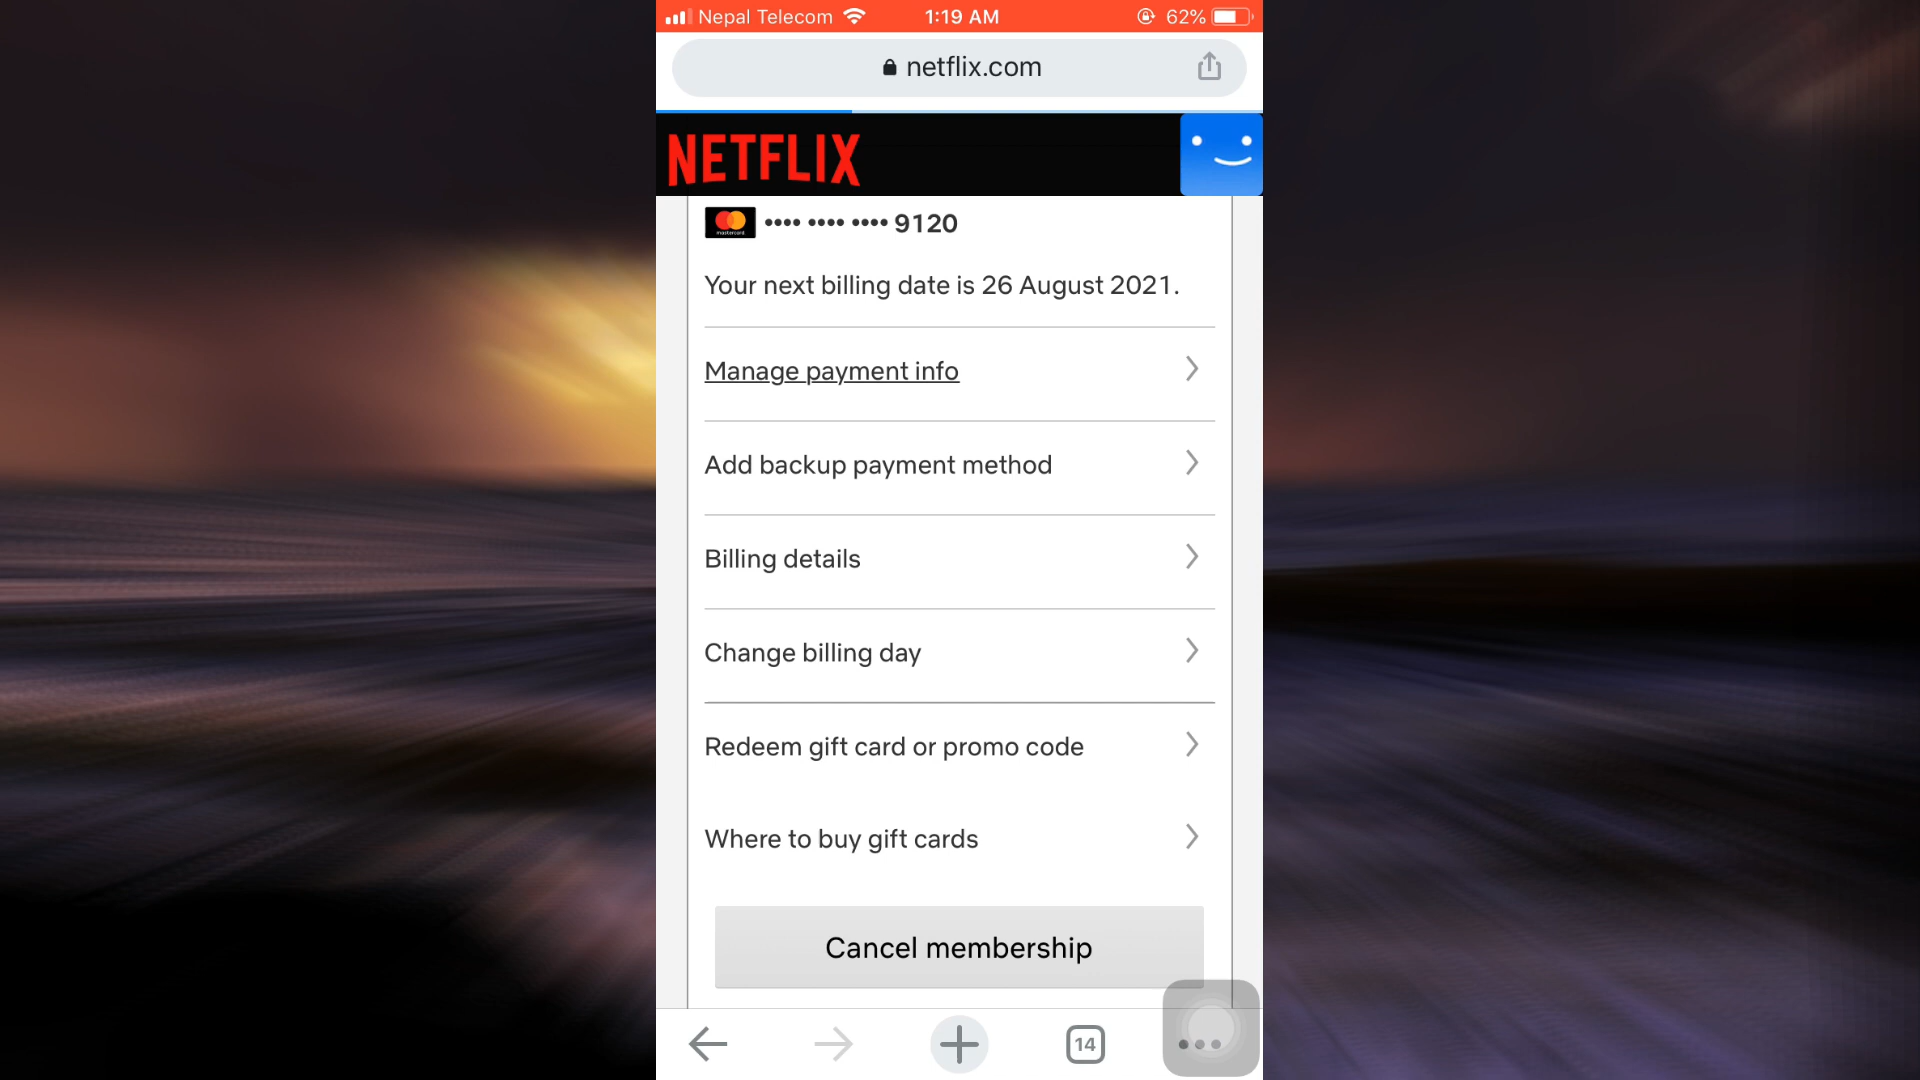 Nepal Telecom 1:19 AM 62%
netflix.com
NETFLIX
mastercard •••• •••• •••• 9120
Your next billing date is 26 August 2021.
Manage payment info
Add backup payment method
Billing details
Change billing day
Redeem gift card or promo code
Where to buy gift cards
Cancel membership
14